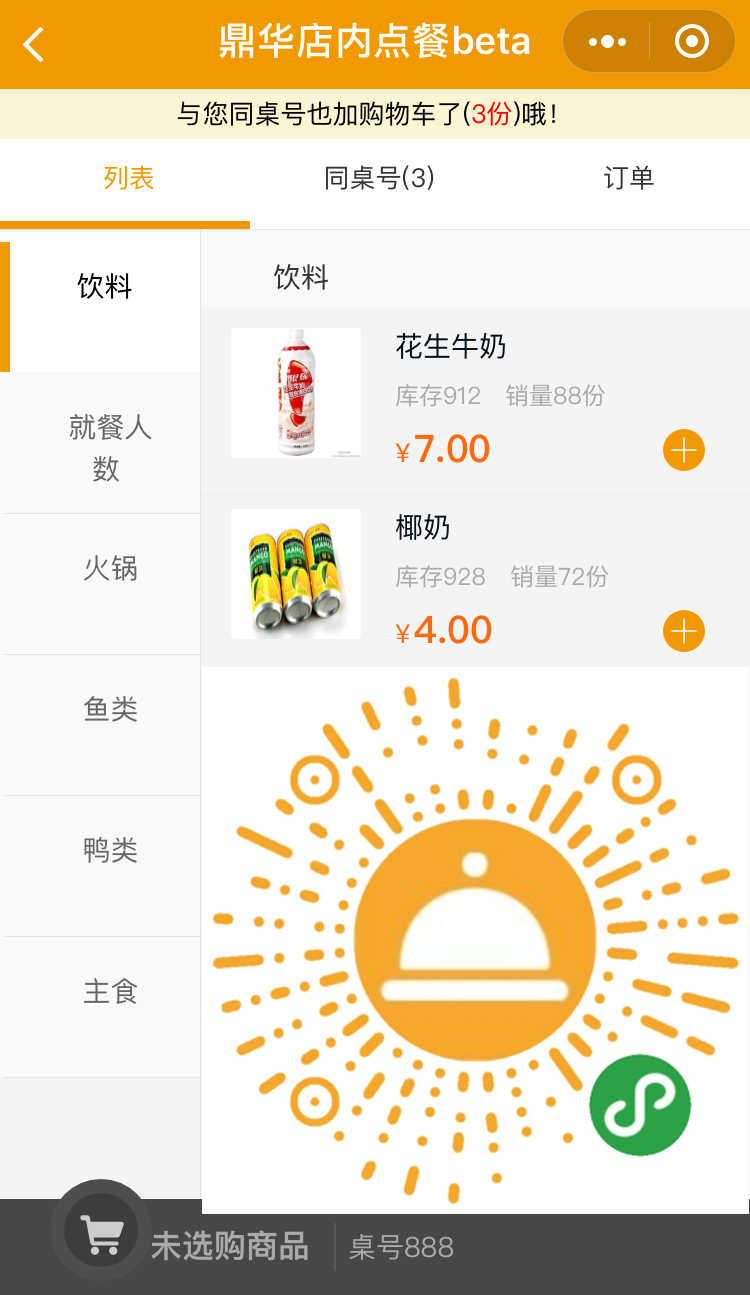 鼎华店内点餐beta
与您同桌号也加购物车了(3份)哦!
列表
同桌号(3)
订单
饮料
就餐人
数
火锅
鱼类
鸭类
主食
饮料
花生牛奶
库存912 销量88份
¥7.00
椰奶
库存928 销量72份
¥4.00
MANGO
MANGO
MANGO
未选购商品
桌号888